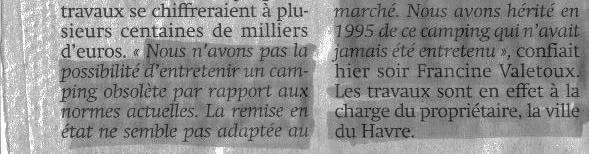 travaux se chiffreraient à plu-
sieurs centaines de milliers
d'euros. « Nous n'avons pas la
possibilité d'entretenir un cam-
ping obsolète par rapport aux
normes actuelles. La remise en
état ne semble pas adaptée au
marché. Nous avons hérité en
1995 de ce camping qui n'avait
jamais été entretenu », confiait
hier soir Francine Valetoux.
Les travaux sont en effet à la
charge du propriétaire, la ville
du Havre.